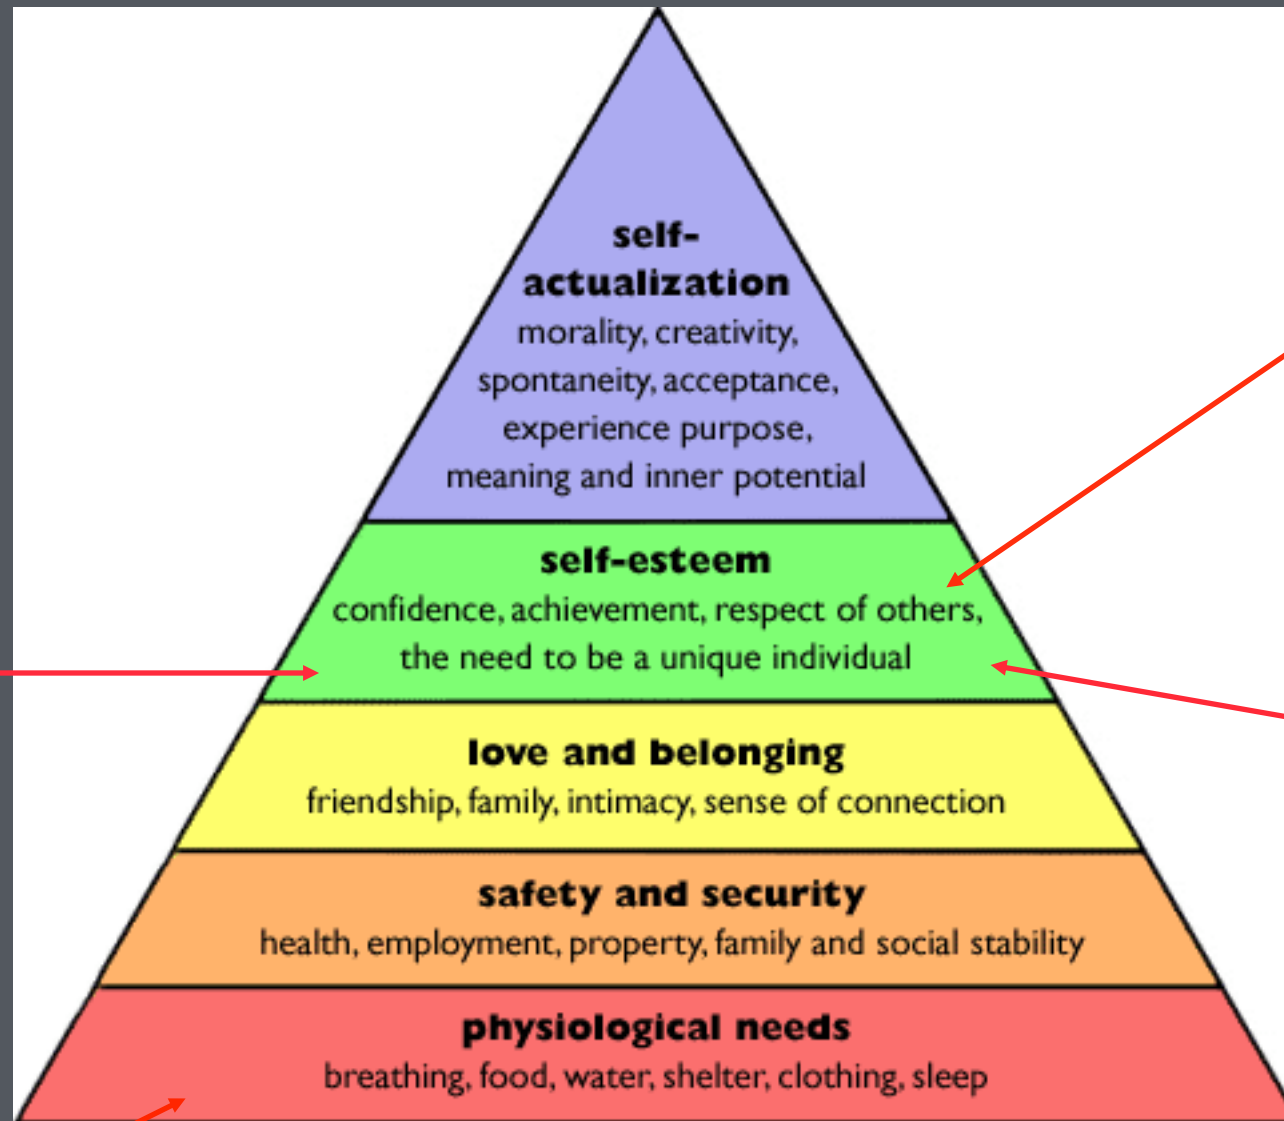 self-
actualization
morality, creativity,
spontaneity, acceptance,
experience purpose,
meaning and inner potential
self-esteem
confidence, achievement, respect of others,
the need to be a unique individual
love and belonging
friendship, family, intimacy, sense of connection
safety and security
health, employment, property, family and social stability
physiological needs
breathing, food, water, shelter, clothing, sleep